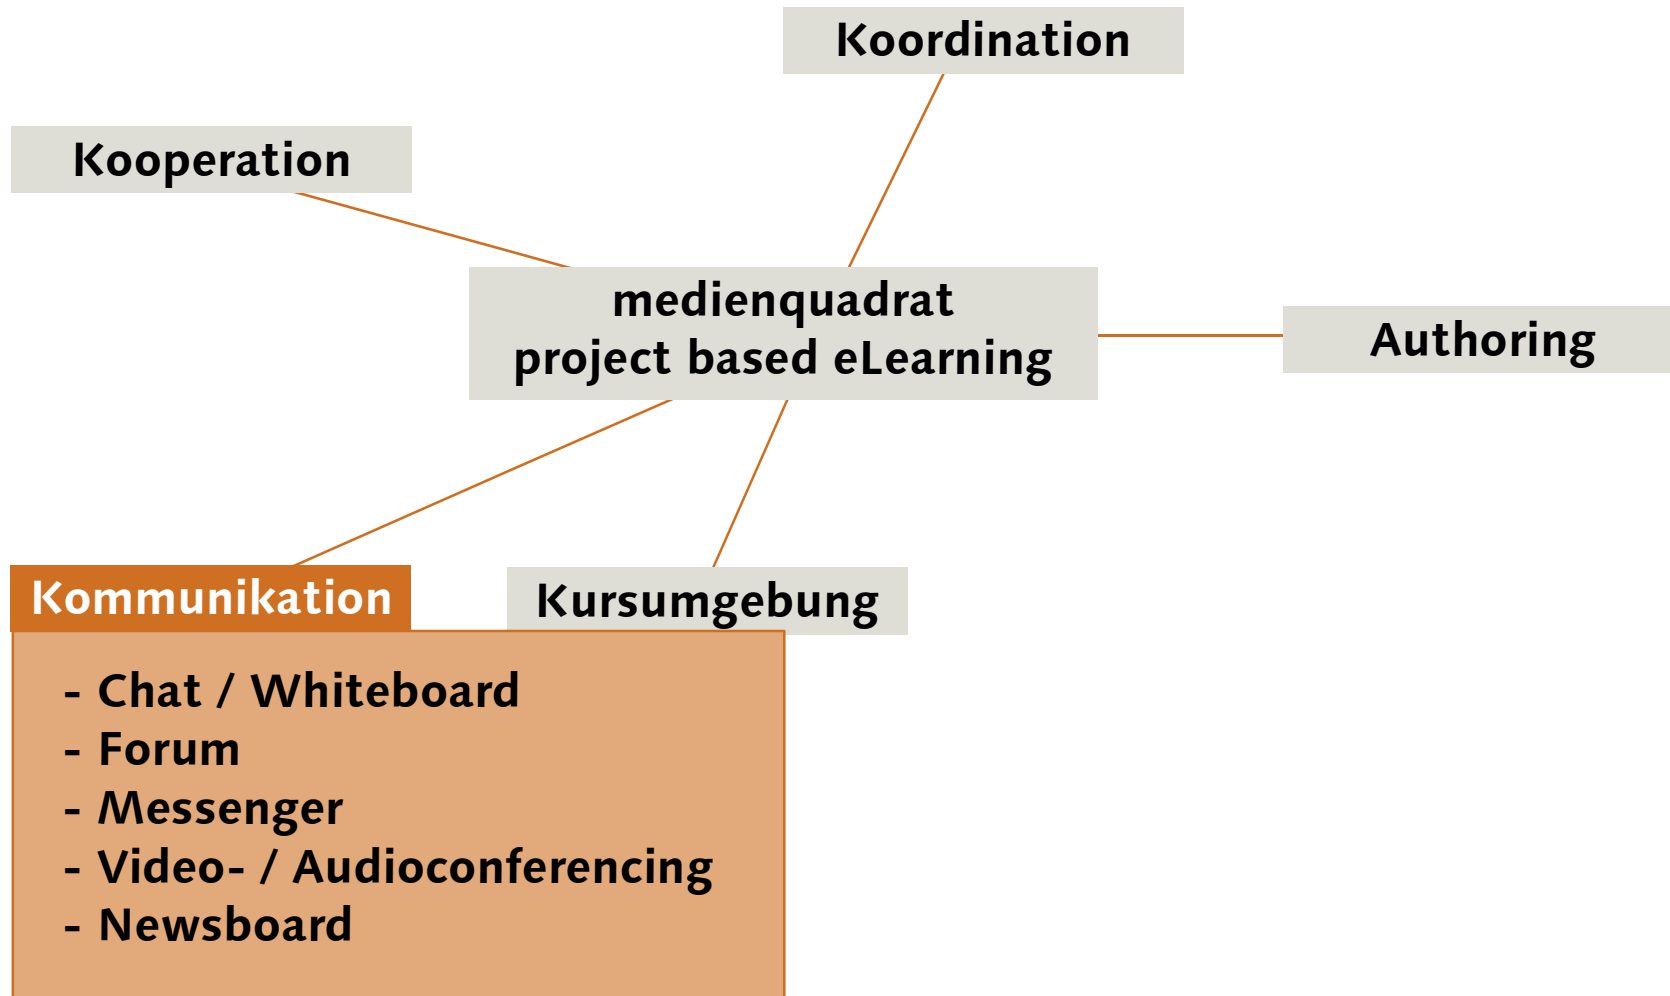 Koordination
Kooperation
medienquadrat
project based eLearning
Authoring
Kommunikation
Kursumgebung
- Chat / Whiteboard
- Forum
- Messenger
- Video- / Audioconferencing
- Newsboard